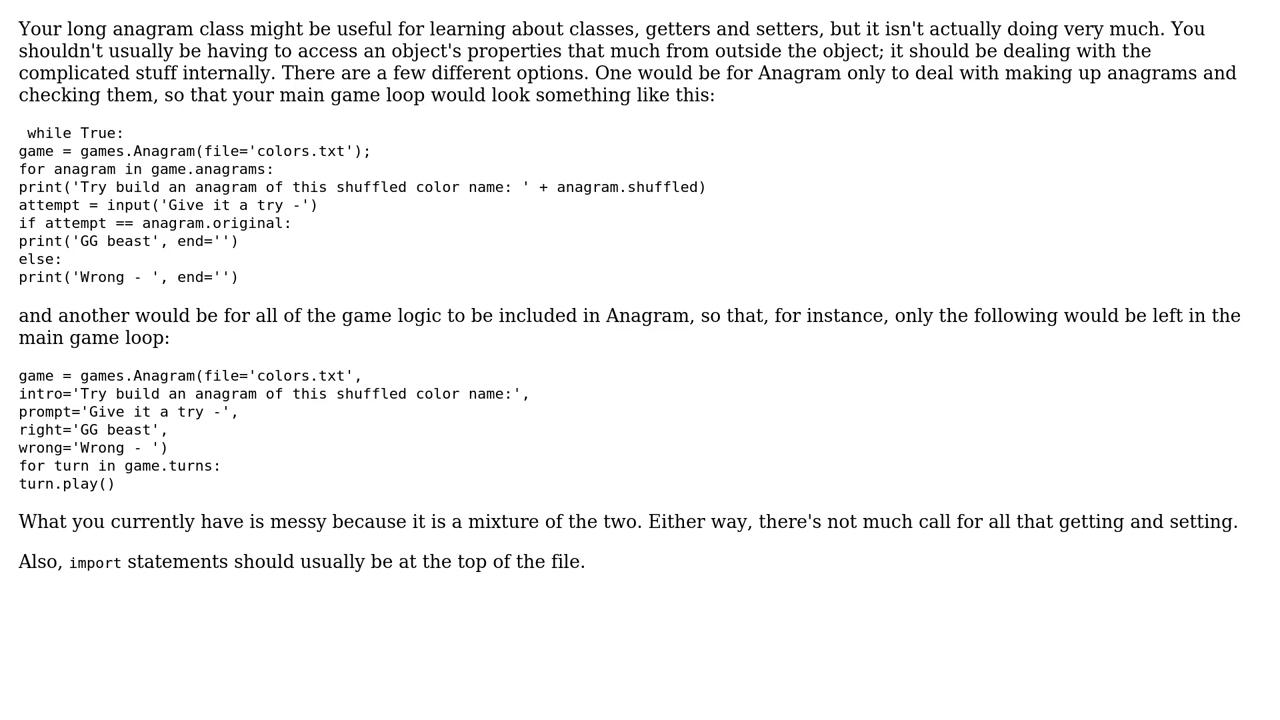 Your long anagram class might be useful for learning about classes, getters and setters, but it isn't actually doing very much. You
shouldn't usually be having to access an object's properties that much from outside the object; it should be dealing with the
complicated stuff internally. There are a few different options. One would be for Anagram only to deal with making up anagrams and
checking them, so that your main game loop would look something like this:
while True:
game = games.Anagram(file='colors.txt');
for anagram in game.anagrams:
print('Try build an anagram of this shuffled color name: ' + anagram.shuffled)
attempt = input('Give it a try -')
if attempt == anagram.original:
print('GG beast', end='')
else:
print('Wrong - ', end='')
and another would be for all of the game logic to be included in Anagram, so that, for instance, only the following would be left in the
main game loop:
game = games.Anagram(file='colors.txt',
intro='Try build an anagram of this shuffled color name:',
prompt='Give it a try -',
right='GG beast',
wrong='Wrong - ')
for turn in game.turns:
turn.play()
What you currently have is messy because it is a mixture of the two. Either way, there's not much call for all that getting and setting.
Also, import statements should usually be at the top of the file.